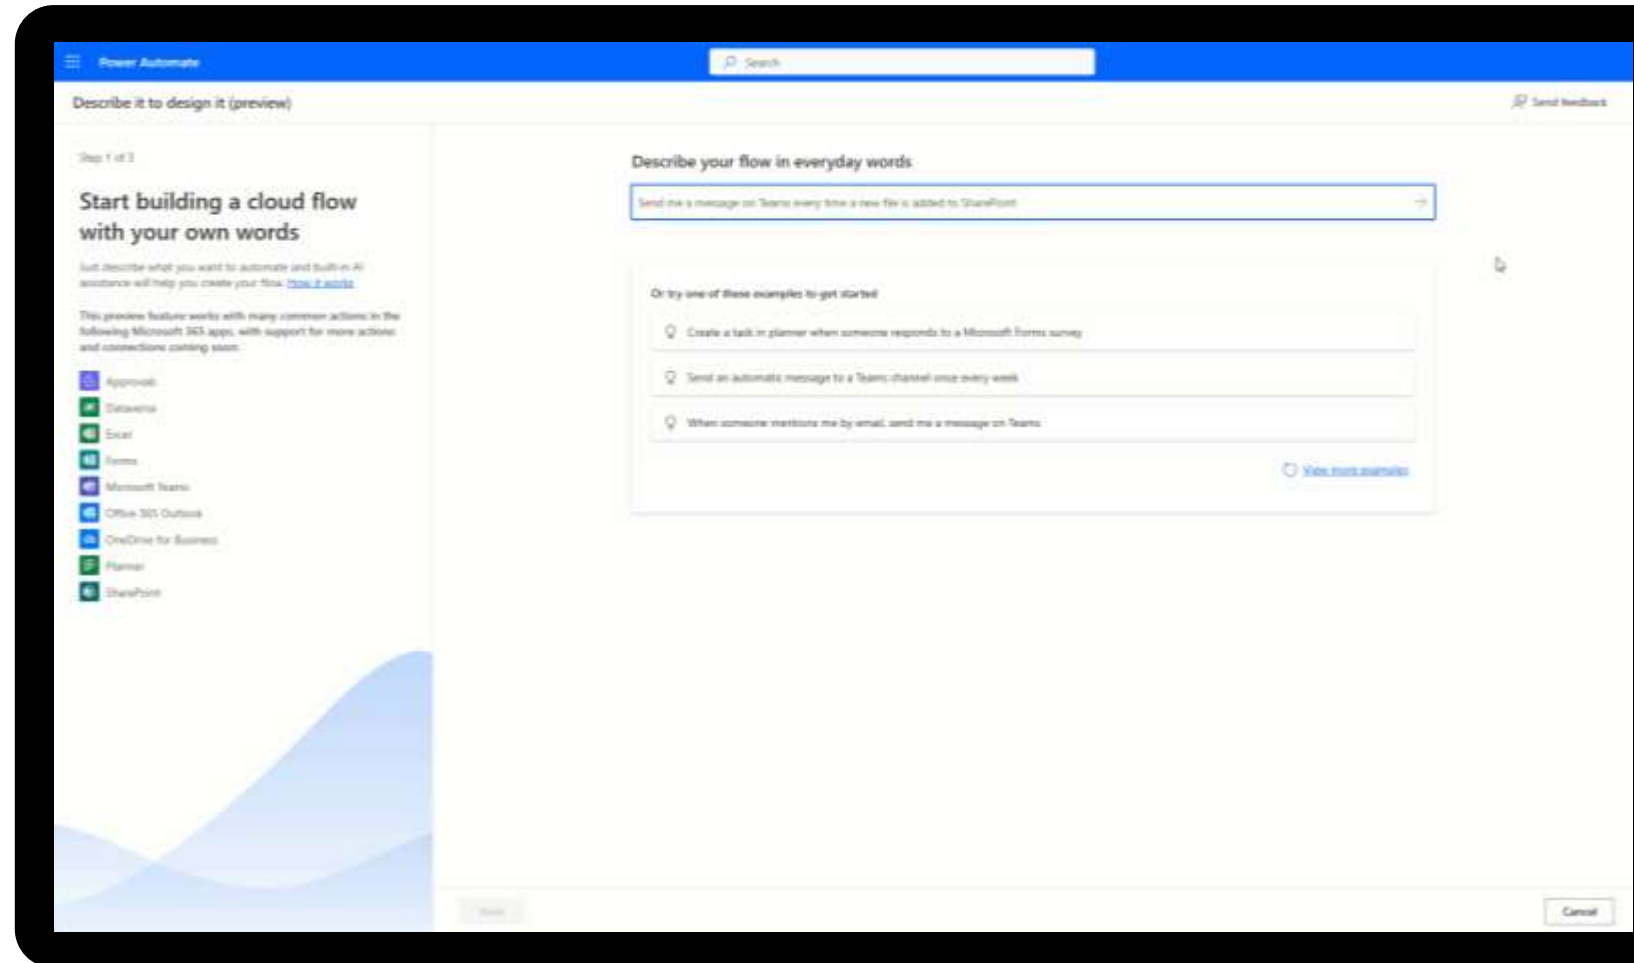 Power Automate
Search
Describe it to design it (preview)
Send feedback
Step 1 of 3
Start building a cloud flow
with your own words
Just describe what you want to automate and built-in AI
assistance will help you create your flow. How it works
This preview feature works with many common actions in the
following Microsoft 365 apps, with support for more actions
and connections coming soon:
Approvals
Dataverse
Excel
Forms
Microsoft Teams
Office 365 Outlook
OneDrive for Business
Planner
SharePoint
Describe your flow in everyday words
Send me a message on Teams every time a new file is added to SharePoint
Or try one of these examples to get started
Create a task in planner when someone responds to a Microsoft Forms survey
Send an automatic message to a Teams channel once every week
When someone mentions me by email, send me a message on Teams
View more examples
Next
Cancel